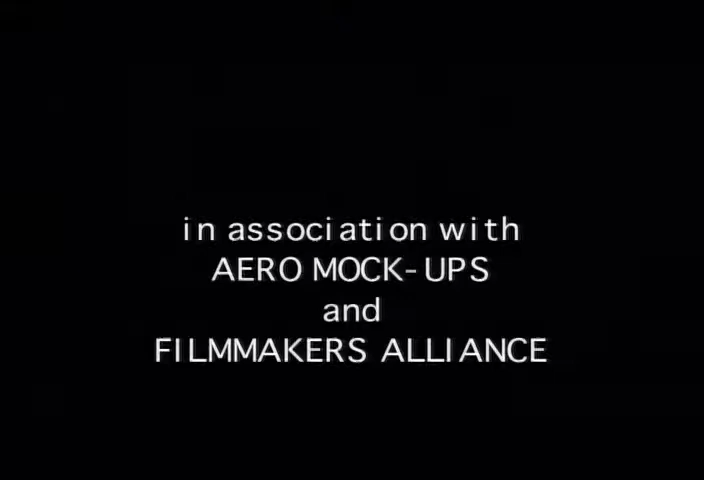 in association with
AERO MOCK-UPS
and
FILMMAKERS ALLIANCE